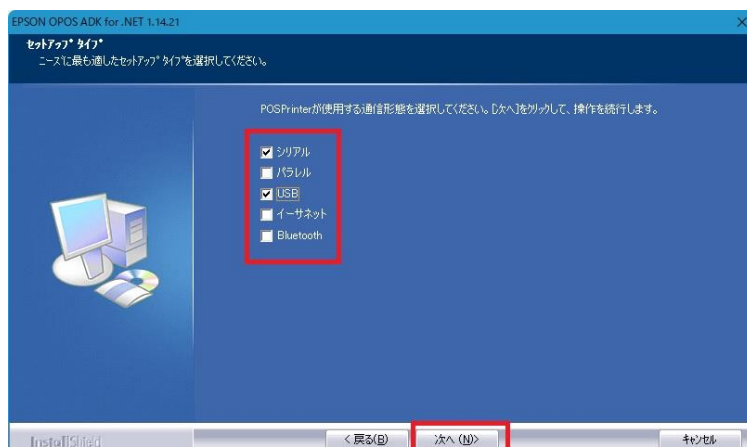 EPSON OPOS ADK for .NET 1.14.21
セットアップ タイプ
ニーズに最も適したセットアップ タイプを選択してください。
POSPrinterが使用する通信形態を選択してください。[次へ]をクリックして、操作を続行します。
シリアル
パラレル
USB
イーサネット
Bluetooth
InstallShield
< 戻る(B)
次へ (N)>
キャンセル